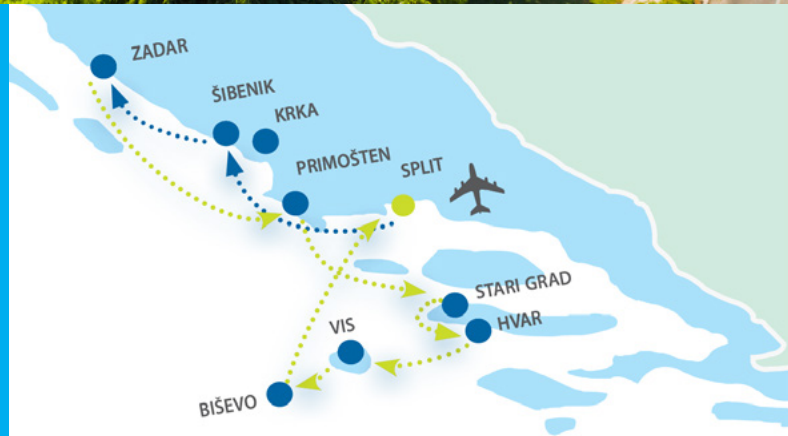 ZADAR
ŠIBENIK
KRKA
PRIMOŠTEN
SPLIT
STARI GRAD
HVAR
VIS
BIŠEVO